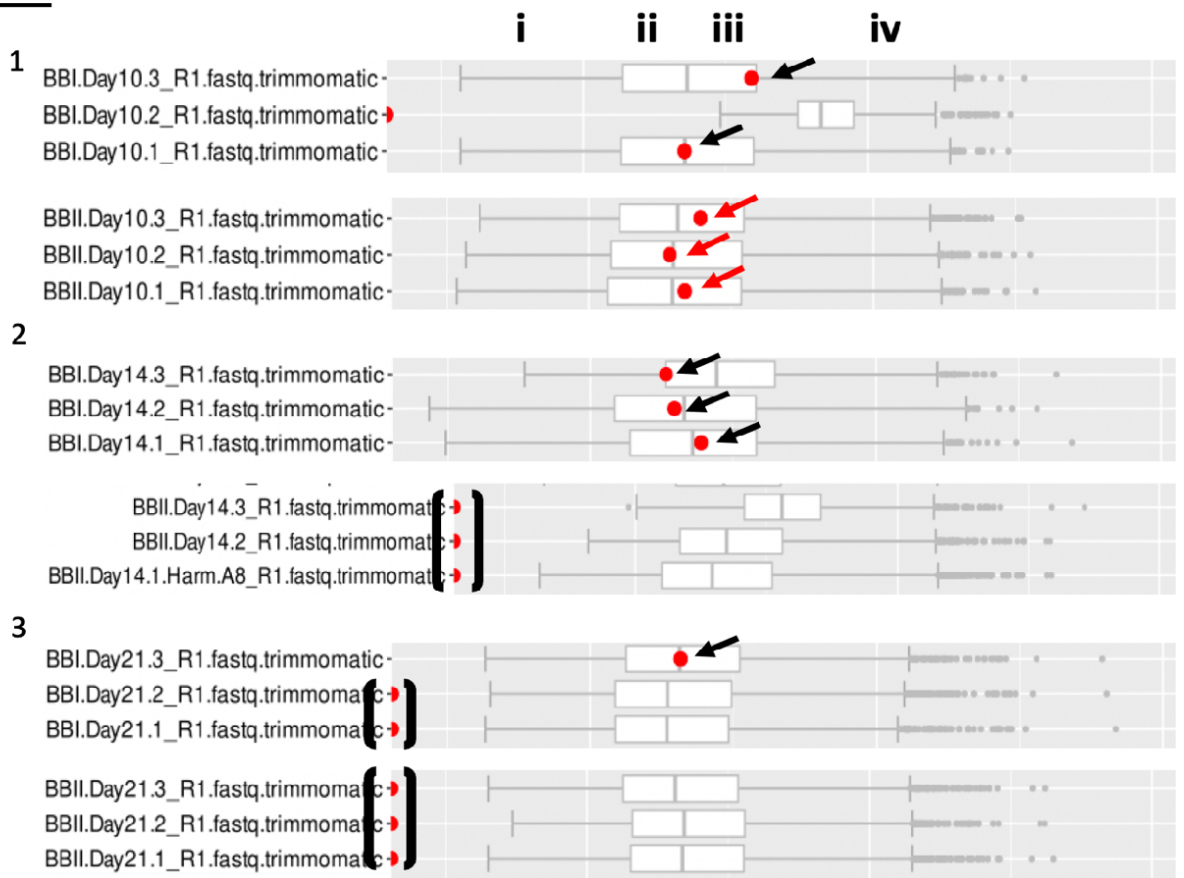 i ii iii iv
1
BBI.Day10.3_R1.fastq.trimmomatic
BBI.Day10.2_R1.fastq.trimmomatic
BBI.Day10.1_R1.fastq.trimmomatic
BBII.Day10.3_R1.fastq.trimmomatic
BBII.Day10.2_R1.fastq.trimmomatic
BBII.Day10.1_R1.fastq.trimmomatic
2
BBI.Day14.3_R1.fastq.trimmomatic
BBI.Day14.2_R1.fastq.trimmomatic
BBI.Day14.1_R1.fastq.trimmomatic
BBII.Day14.3_R1.fastq.trimmomatic
BBII.Day14.2_R1.fastq.trimmomatic
BBII.Day14.1.Harm.A8_R1.fastq.trimmomatic
3
BBI.Day21.3_R1.fastq.trimmomatic
BBI.Day21.2_R1.fastq.trimmomatic
BBI.Day21.1_R1.fastq.trimmomatic
BBII.Day21.3_R1.fastq.trimmomatic
BBII.Day21.2_R1.fastq.trimmomatic
BBII.Day21.1_R1.fastq.trimmomatic